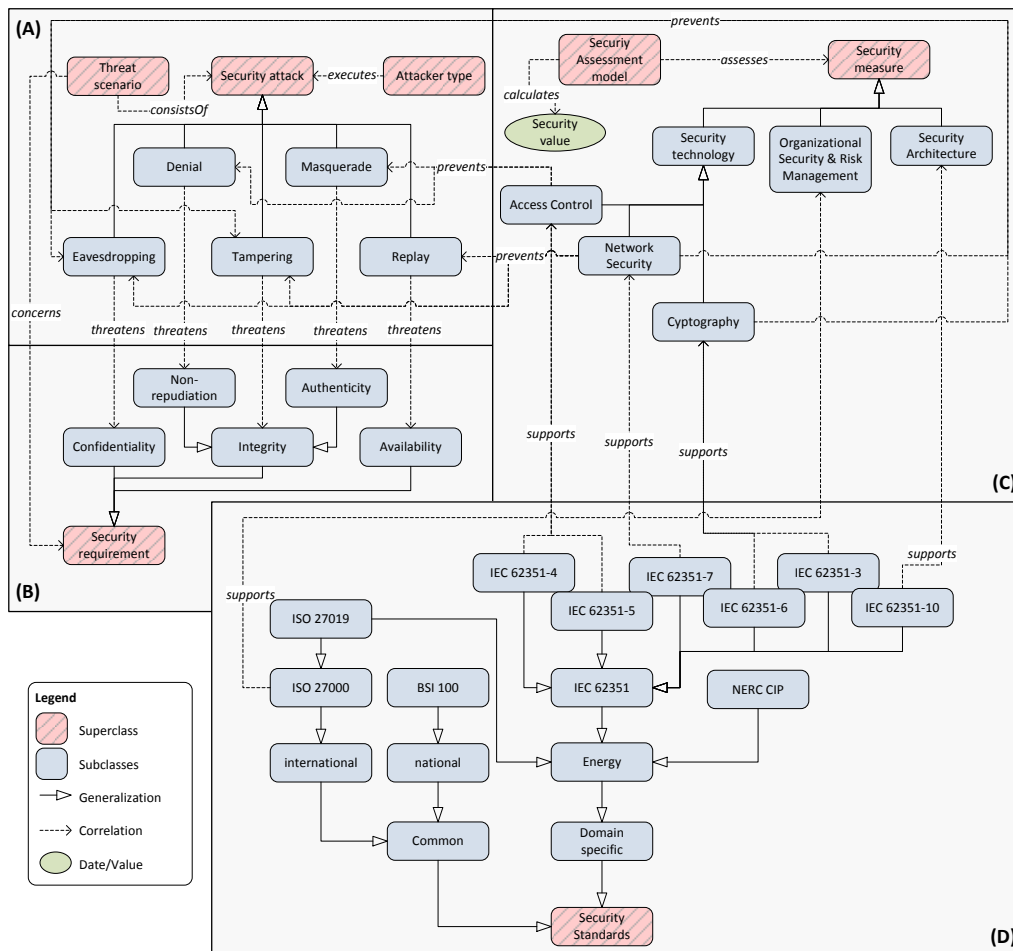 (A)
prevents
Threat
scenario
Security attack
executes
Attacker type
consistsOf
Securiy
Assessment
model
assesses
Security
measure
calculates
Security
value
Denial
Masquerade
prevents
Security
technology
Organizational
Security & Risk
Management
Security
Architecture
Access Control
Eavesdropping
Tampering
Replay
prevents
Network
Security
concerns
Cyptography
threatens
threatens
threatens
threatens
threatens
Non-
repudiation
Authenticity
Confidentiality
Integrity
Availability
supports
supports
supports
(C)
Security
requirement
(B)
supports
supports
IEC 62351-4
IEC 62351-7
IEC 62351-3
IEC 62351-5
IEC 62351-6
IEC 62351-10
ISO 27019
ISO 27000
BSI 100
IEC 62351
NERC CIP
international
national
Energy
Common
Domain
specific
Security
Standards
(D)
Legend
Superclass
Subclasses
Generalization
Correlation
Date/Value